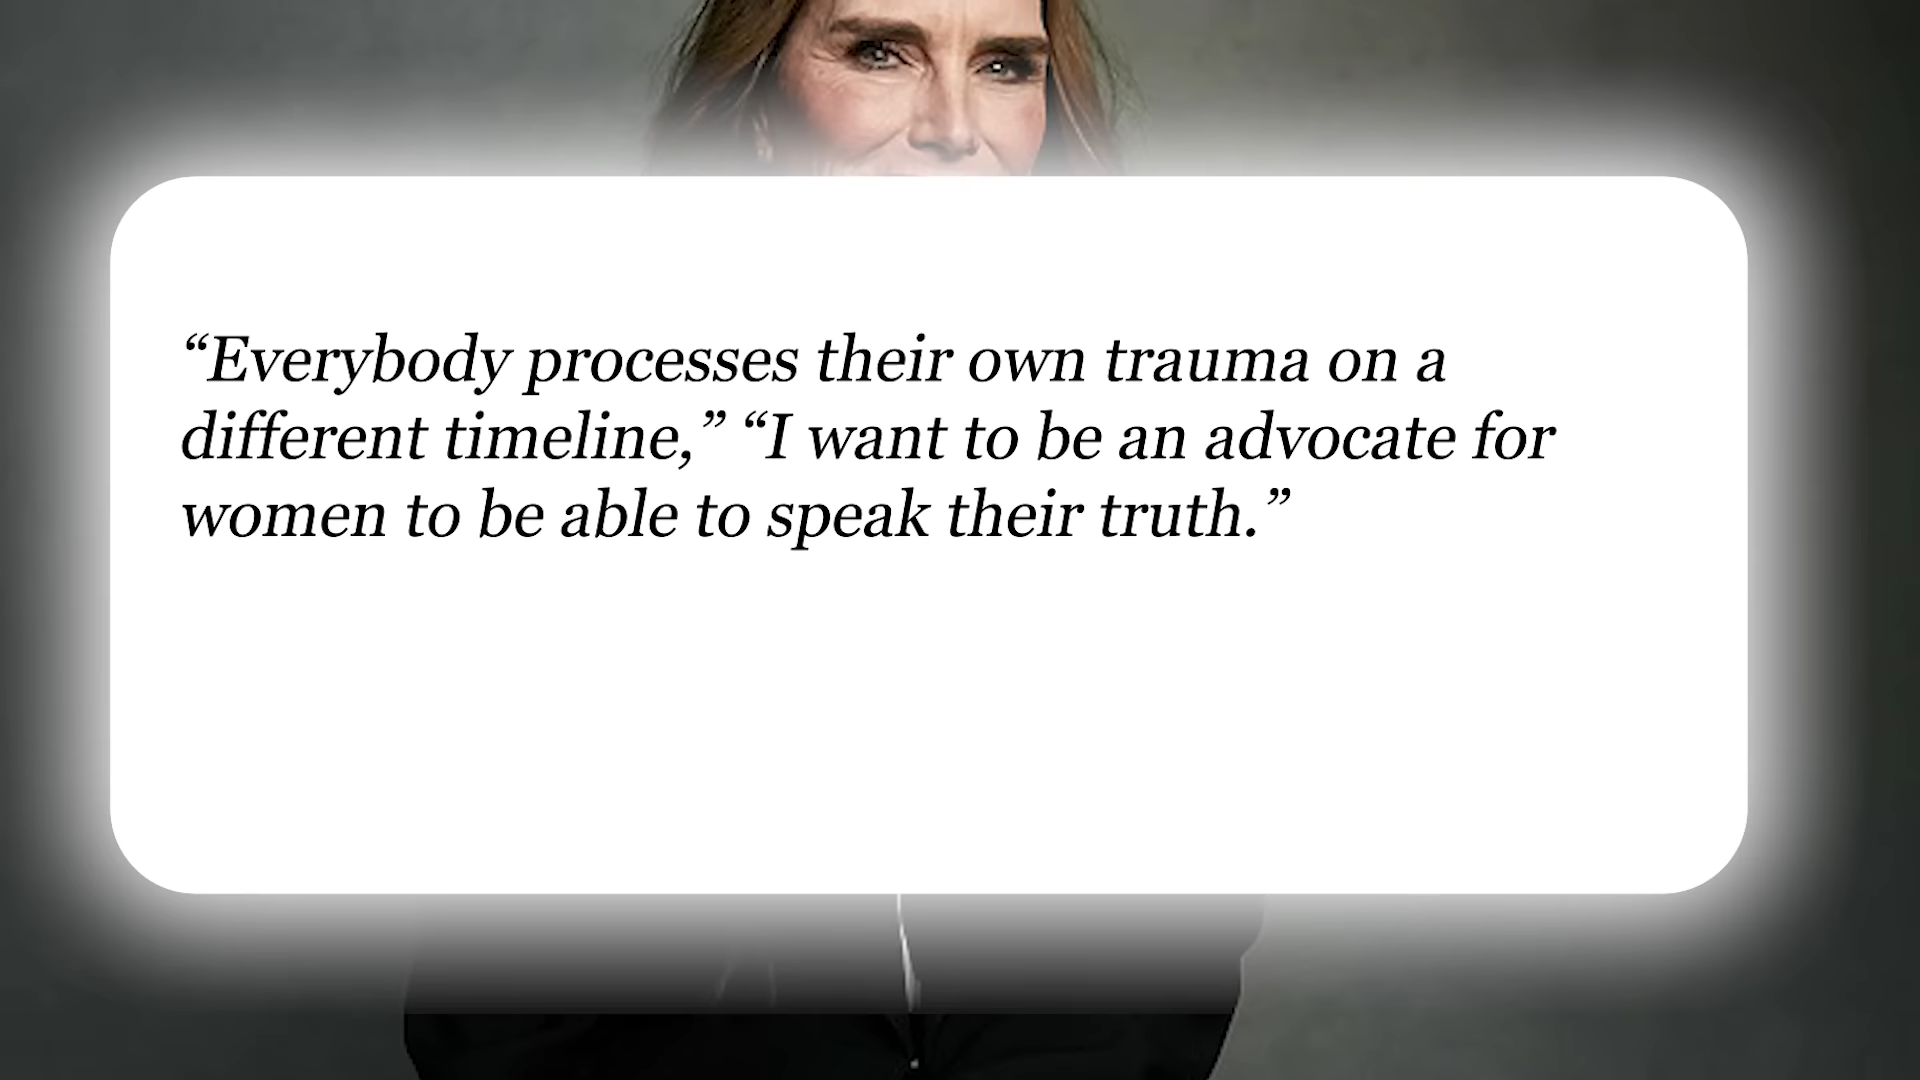 “Everybody processes their own trauma on a
different timeline,” “I want to be an advocate for
women to be able to speak their truth.”